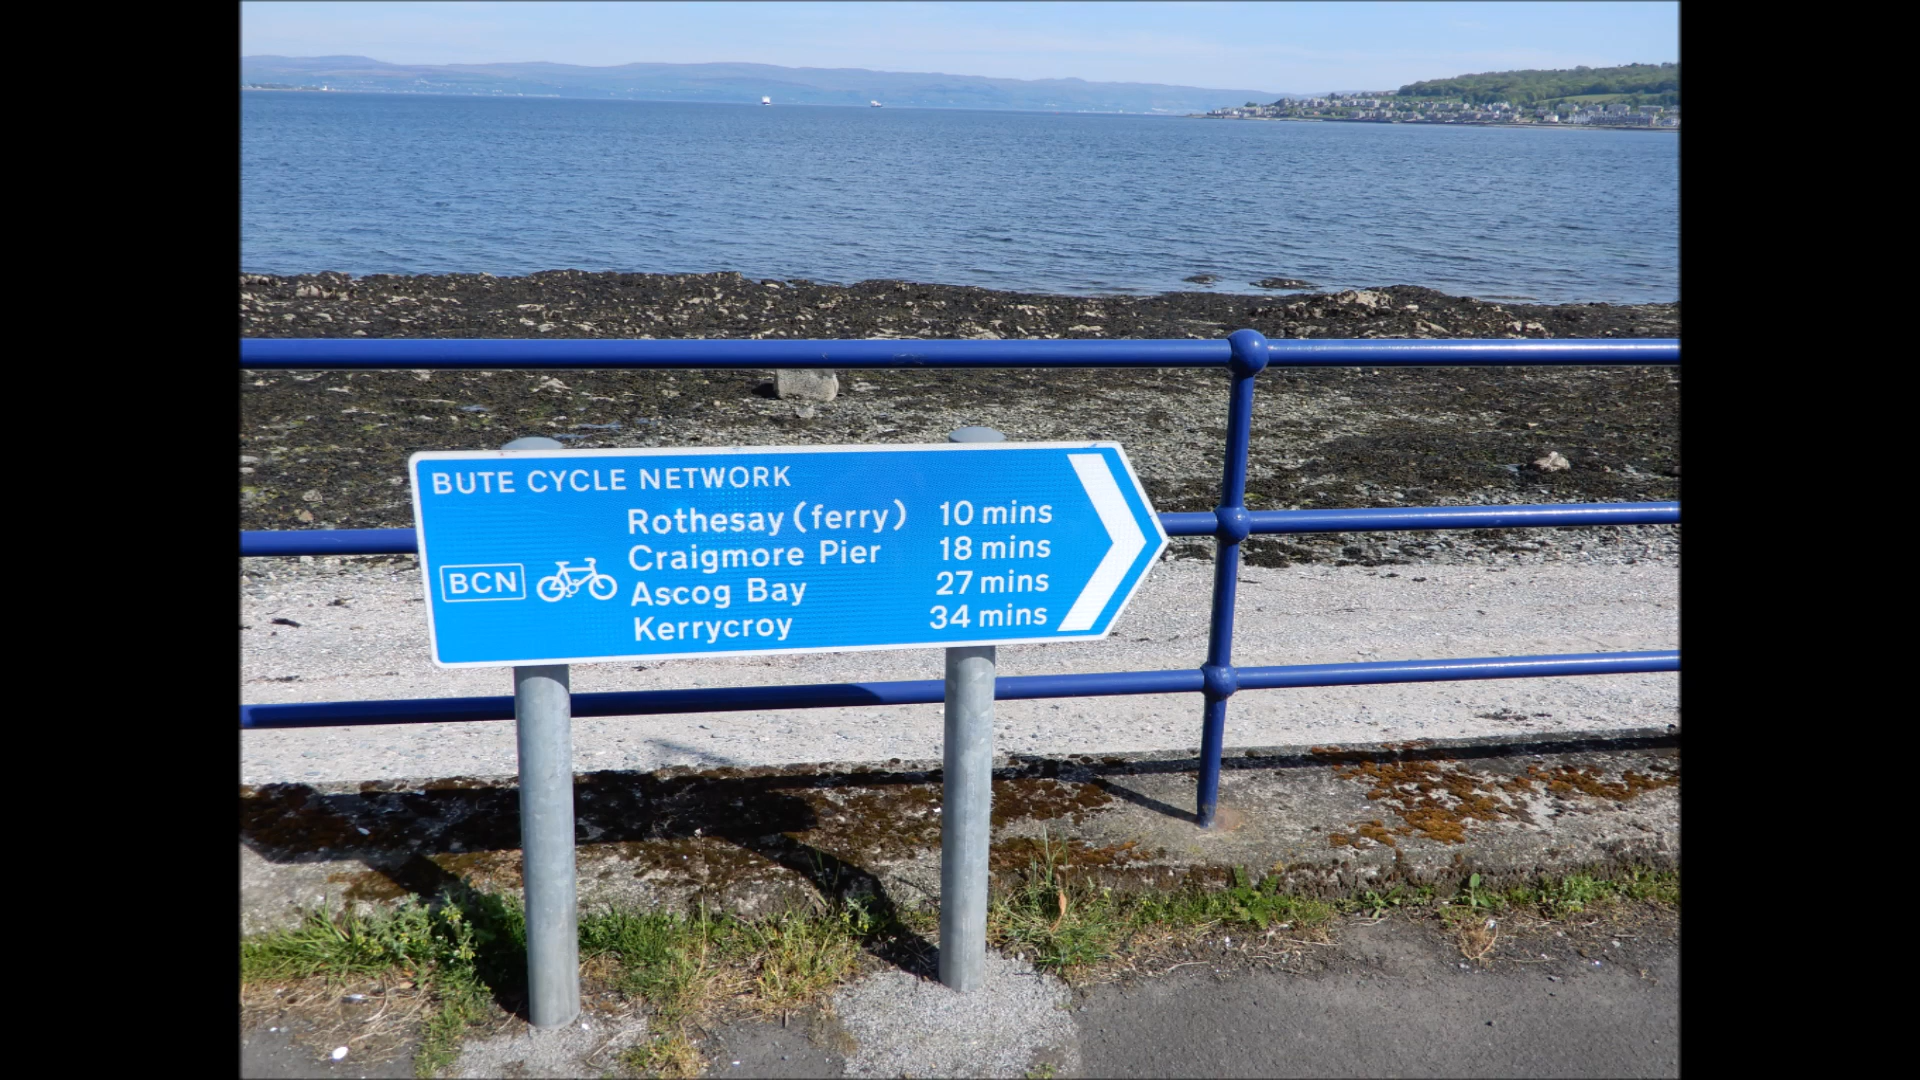 BUTE CYCLE NETWORK
Rothesay (ferry) 10 mins
Craigmore Pier 18 mins
BCN Ascog Bay 27 mins
Kerrycroy 34 mins